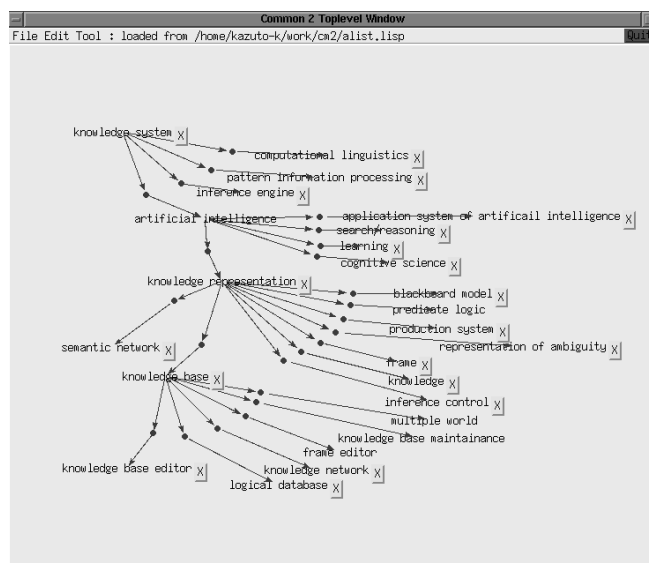 Common 2 Toplevel Window
File Edit Tool : loaded from /home/kazuto-k/work/cm2/alist.lisp
Quit
knowledge system X
computational linguistics X
pattern information processing X
inference engine X
artificial intelligence
application system of artificail intelligence X
search/reasoning X
learning X
cognitive science X
knowledge representation X
blackboard model X
predicate logic
production system X
semantic network X
representation of ambiguity X
frame X
knowledge base X
knowledge X
inference control X
multiple world
knowledge base maintainance
frame editor
knowledge base editor X
knowledge network X
logical database X